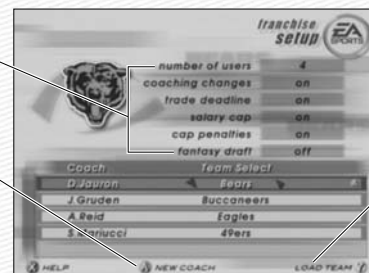 franchise
setup
EA
SPORTS
number of users 4
coaching changes on
trade deadline on
salary cap on
cap penalties on
fantasy draft off
Coach Team Select
D.Jauron Bears A
J.Gruden Buccaneers
A.Reid Eagles
S.Mariucci 49ers
X HELP A NEW COACH LOAD TEAM Y